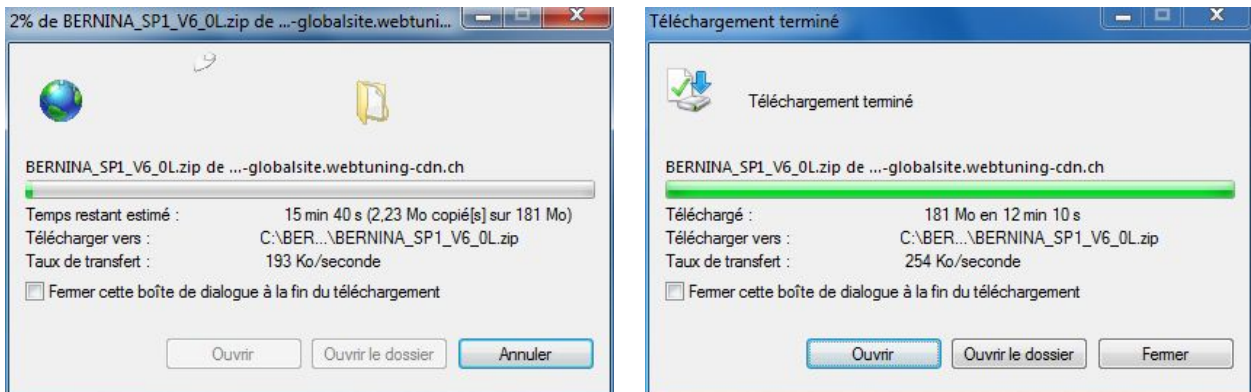 2% de BERNINA_SP1_V6_0L.zip de ...-globalsite.webtuni...
BERNINA_SP1_V6_0L.zip de ...-globalsite.webtuning-cdn.ch
Temps restant estimé : 15 min 40 s (2,23 Mo copié[s] sur 181 Mo)
Télécharger vers : C:\BER...\BERNINA_SP1_V6_0L.zip
Taux de transfert : 193 Ko/seconde
Fermer cette boîte de dialogue à la fin du téléchargement
Ouvrir Ouvrir le dossier Annuler
Téléchargement terminé
Téléchargement terminé
BERNINA_SP1_V6_0L.zip de ...-globalsite.webtuning-cdn.ch
Téléchargé : 181 Mo en 12 min 10 s
Télécharger vers : C:\BER...\BERNINA_SP1_V6_0L.zip
Taux de transfert : 254 Ko/seconde
Fermer cette boîte de dialogue à la fin du téléchargement
Ouvrir Ouvrir le dossier Fermer